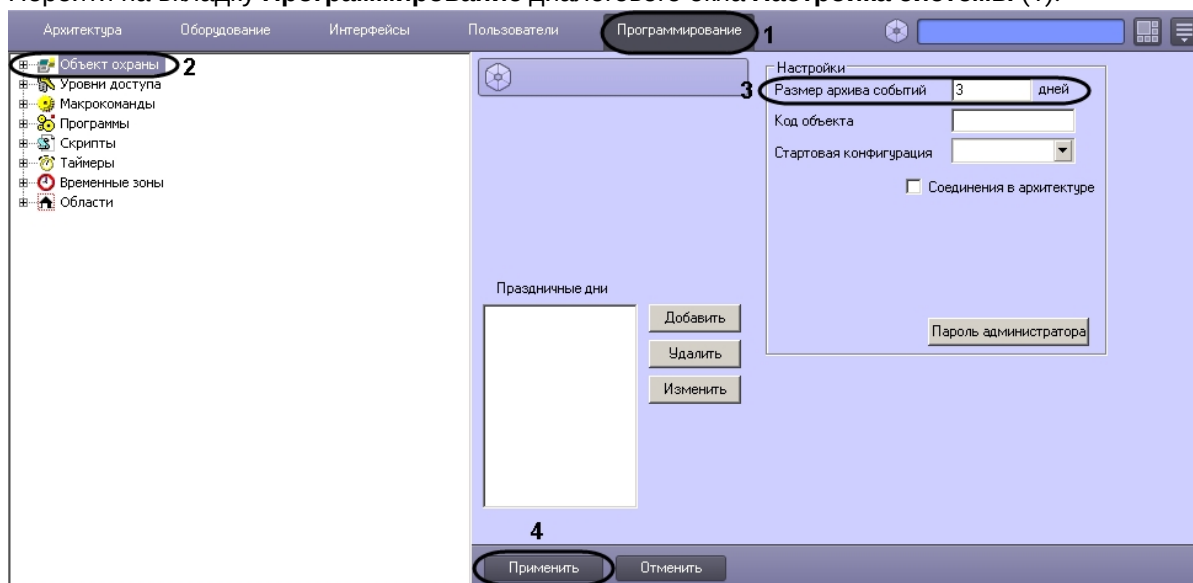 Перейти на вкладку Программирование диалогового окна Настройка системы (1).
Архитектура Оборудование Интерфейсы Пользователи Программирование 1
Объект охраны 2
Уровни доступа
Макрокоманды
Программы
Скрипты
Таймеры
Временные зоны
Области
Настройки
3 Размер архива событий 3 дней
Код объекта
Стартовая конфигурация
Соединения в архитектуре
Праздничные дни
Добавить
Удалить
Изменить
Пароль администратора
4
Применить Отменить